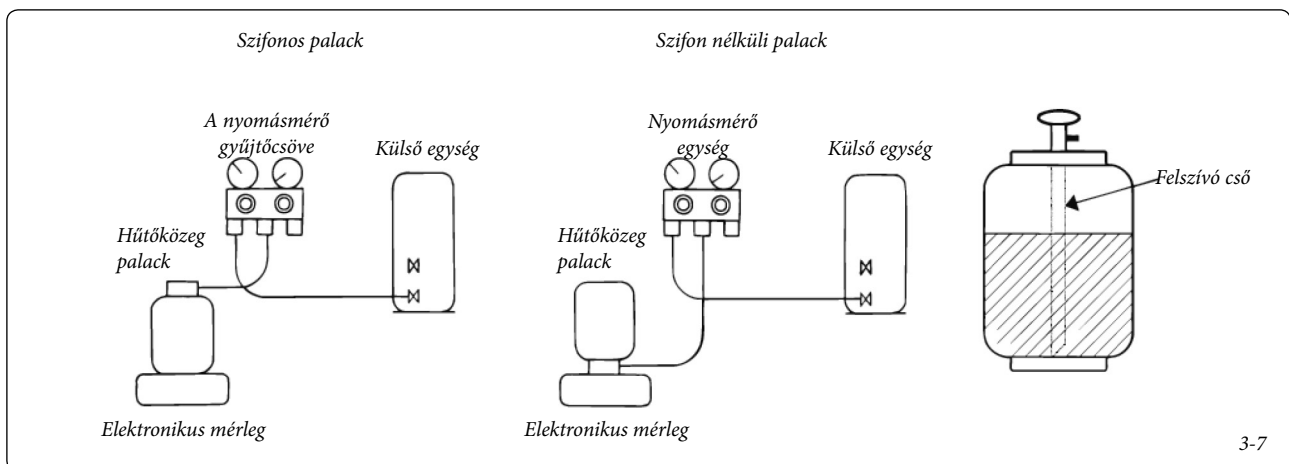 Szifonos palack
A nyomásmérő
gyűjtőcsöve
Külső egység
Hűtőközeg
palack
Elektronikus mérleg
Szifon nélküli palack
Nyomásmérő
egység
Külső egység
Hűtőközeg
palack
Elektronikus mérleg
Felszívó cső
3-7